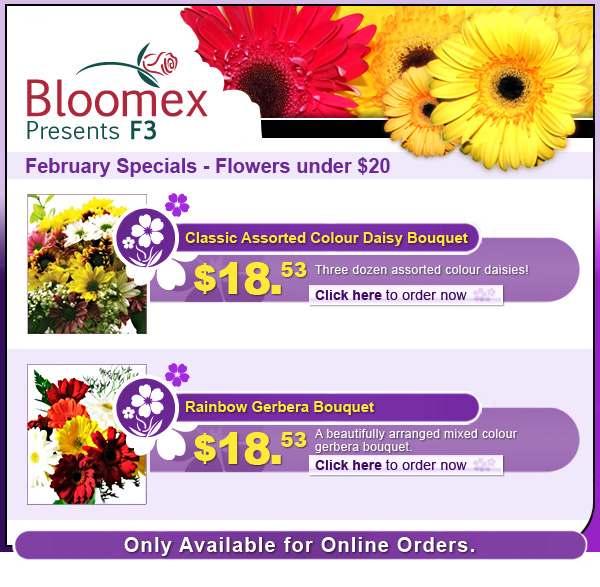 Bloomex
Presents F3
February Specials - Flowers under $20
Classic Assorted Colour Daisy Bouquet
$18.53
Three dozen assorted colour daisies!
Click here to order now
Rainbow Gerbera Bouquet
$18.53
A beautifully arranged mixed colour
gerbera bouquet.
Click here to order now
Only Available for Online Orders.